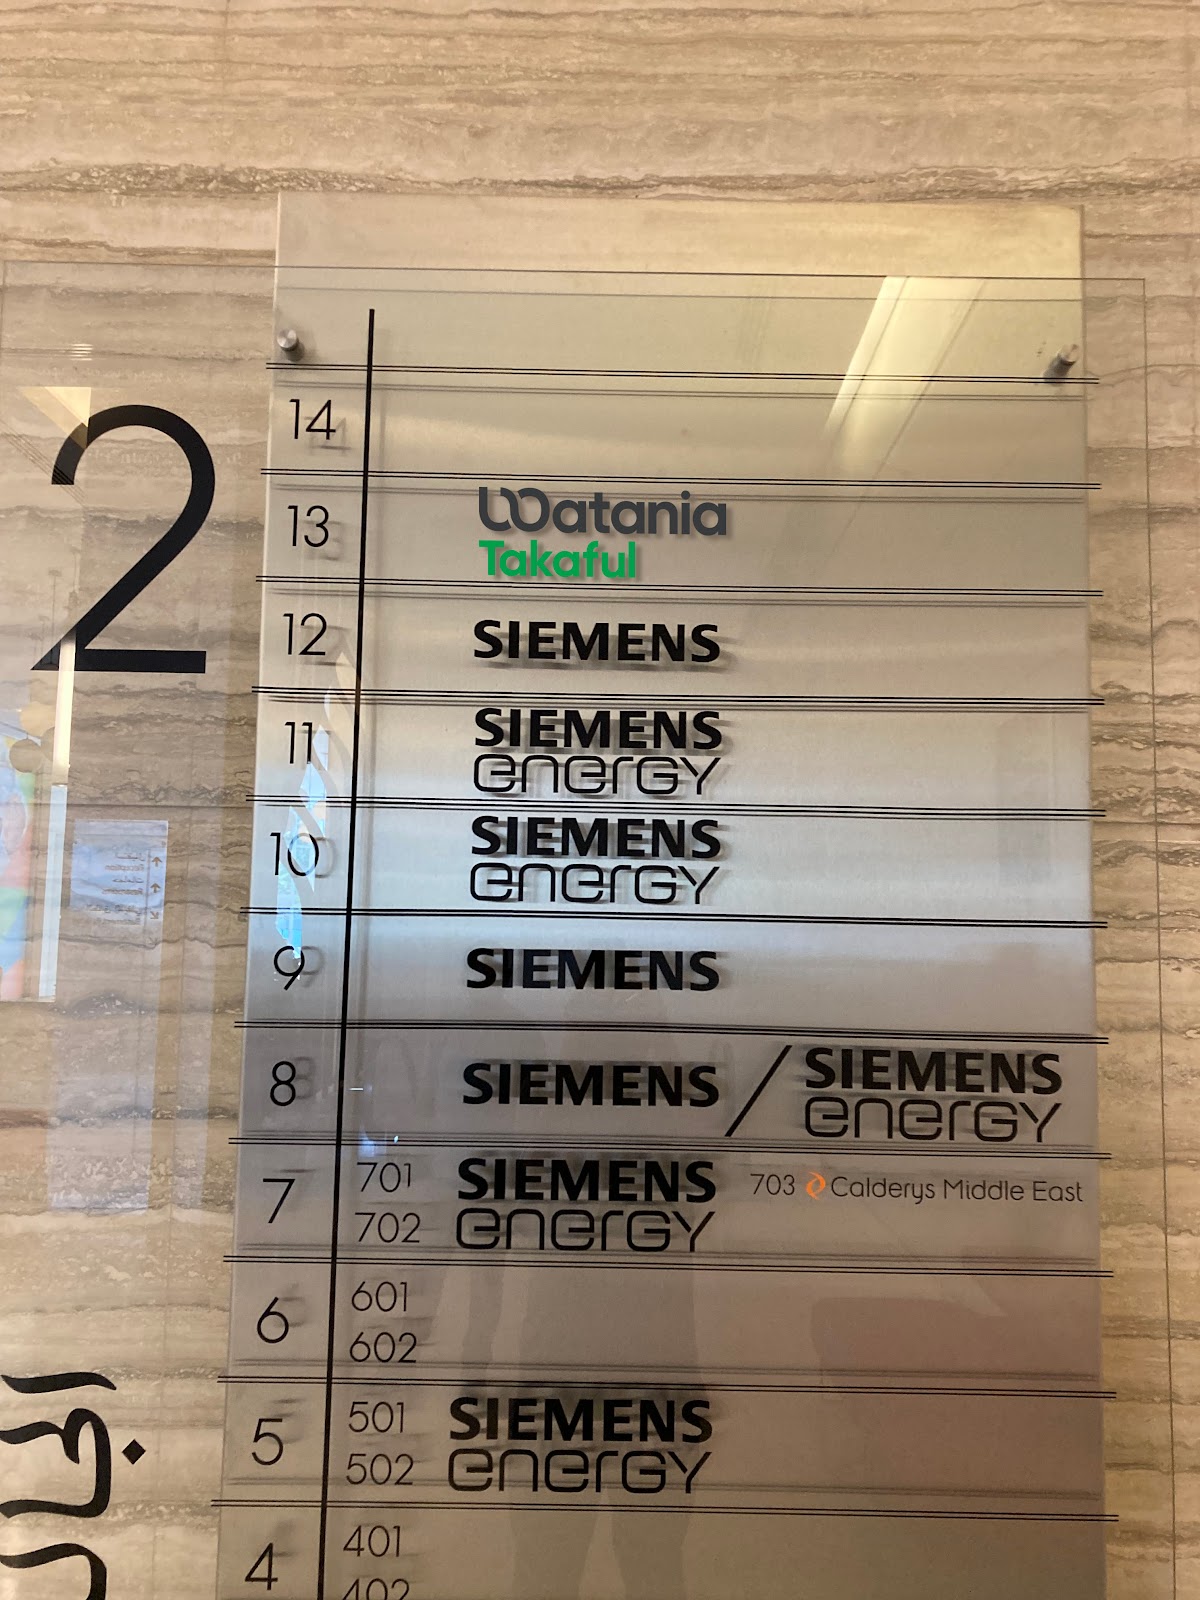 2
14
13 Watania
Takaful
12 SIEMENS
11 SIEMENS
energy
10 SIEMENS
energy
9 SIEMENS
8 SIEMENS / SIEMENS
energy
7 701 SIEMENS 703 Calderys Middle East
702 energy
6 601
602
5 501 SIEMENS
502 energy
4 401
402